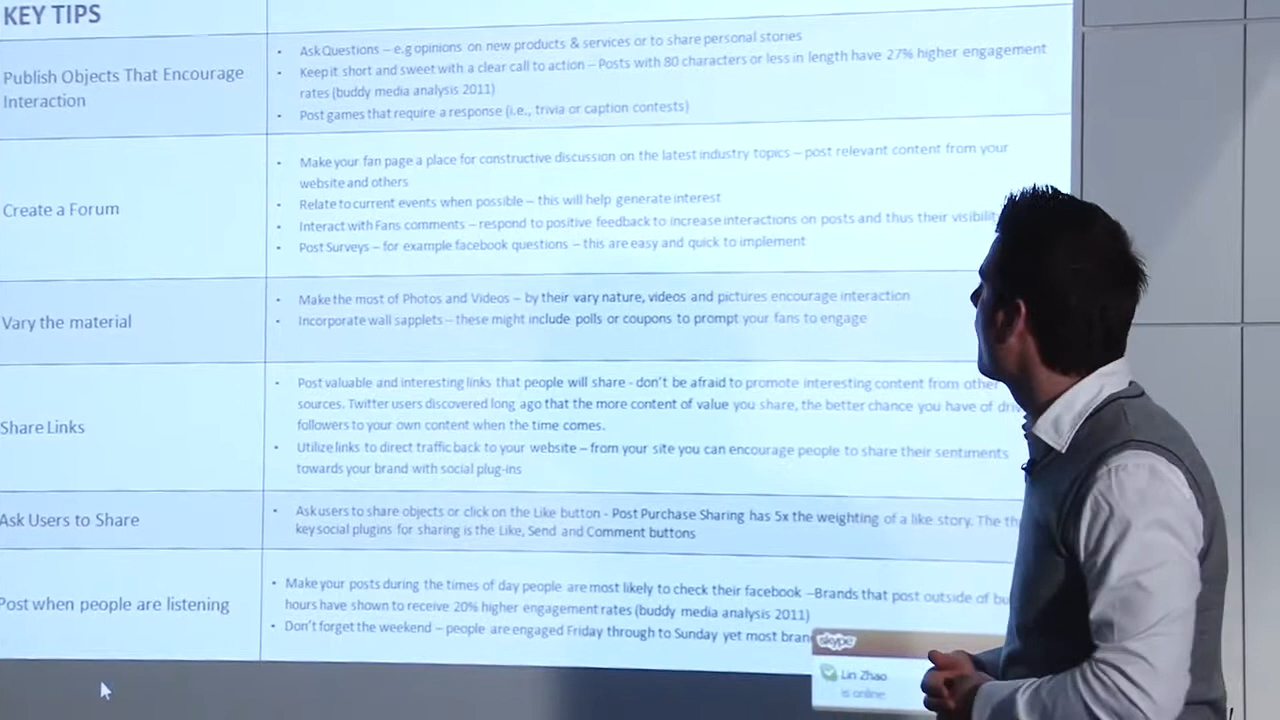 KEY TIPS
Publish Objects That Encourage
Interaction
• Ask Questions – e.g opinions on new products & services or to share personal stories
• Keep it short and sweet with a clear call to action – Posts with 80 characters or less in length have 27% higher engagement
rates (buddy media analysis 2011)
• Post games that require a response (i.e., trivia or caption contests)
Create a Forum
• Make your fan page a place for constructive discussion on the latest industry topics – post relevant content from your
website and others
• Relate to current events when possible – this will help generate interest
• Interact with Fans comments – respond to positive feedback to increase interactions on posts and thus their
• Post Surveys – for example facebook questions – this are easy and quick to implement
Vary the material
• Make the most of Photos and Videos – by their vary nature, videos and pictures encourage interaction
• Incorporate wall sapplets – these might include polls or coupons to prompt your fans to engage
Share Links
• Post valuable and interesting links that people will share - don't be afraid to promote interesting content from other
sources. Twitter users discovered long ago that the more content of value you share, the better chance you have of
followers to your own content when the time comes.
• Utilize links to direct traffic back to your website – from your site you can encourage people to share their sentiments
towards your brand with social plug-ins
Ask Users to Share
• Ask users to share objects or click on the Like button - Post Purchase Sharing has 5x the weighting of a like story. The
key social plugins for sharing is the Like, Send and Comment buttons
Post when people are listening
• Make your posts during the times of day people are most likely to check their facebook –Brands that post outside of
hours have shown to receive 20% higher engagement rates (buddy media analysis 2011)
• Don't forget the weekend – people are engaged Friday through to Sunday yet most
skype
Lin Zhao
is online